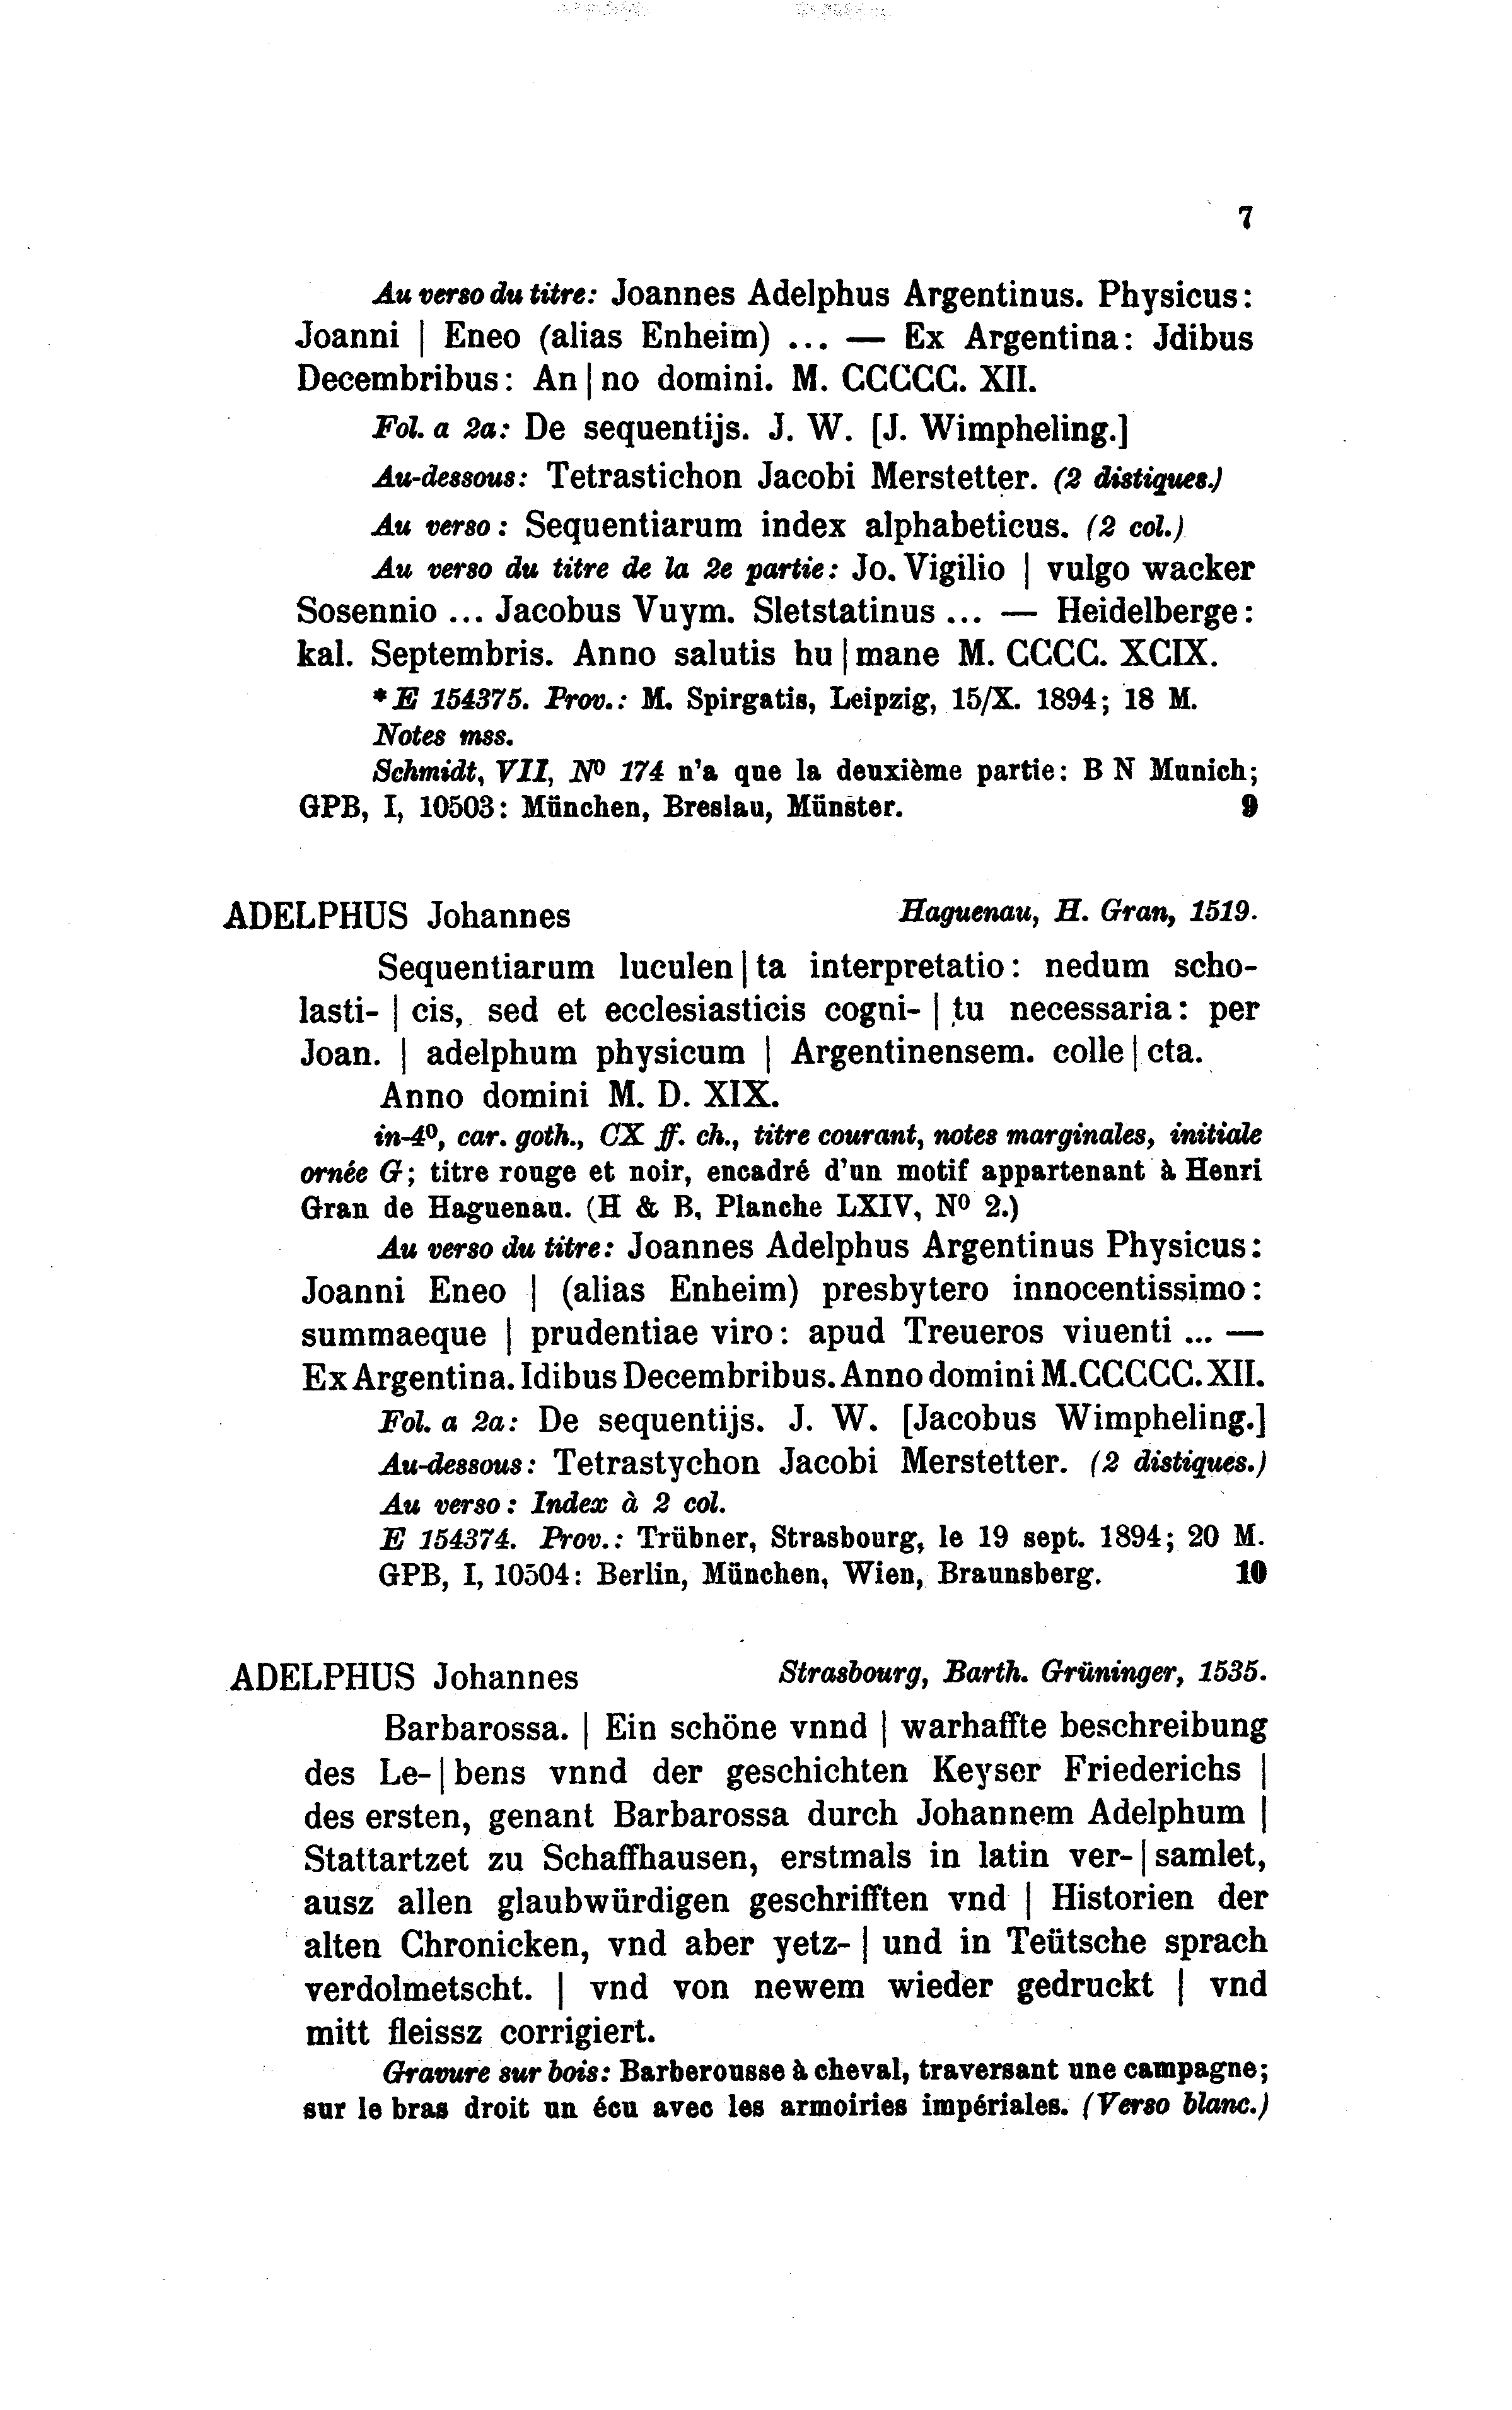 7
Au verso du titre: Joannes Adelphus Argentinus. Physicus:
Joanni | Eneo (alias Enheim) ... — Ex Argentina: Jdibus
Decembribus: An|no domini. M. CCCCC. XII.
Fol. a 2a: De sequentijs. J. W. [J. Wimpheling.]
Au-dessous: Tetrastichon Jacobi Merstetter. (2 distiques.)
Au verso: Sequentiarum index alphabeticus. (2 col.)
Au verso du titre de la 2e partie: Jo. Vigilio | vulgo wacker
Sosennio ... Jacobus Vuym. Sletstatinus ... — Heidelberge:
kal. Septembris. Anno salutis hu|mane M. CCCC. XCIX.
* E 154375. Prov.: M. Spirgatis, Leipzig, 15/X. 1894; 18 M.
Notes mss.
Schmidt, VII, Nº 174 n'a que la deuxième partie: B N Munich;
GPB, I, 10503: München, Breslau, Münster. 9
ADELPHUS Johannes Haguenau, H. Gran, 1519.
Sequentiarum luculen|ta interpretatio: nedum scho-
lasti-| cis, sed et ecclesiasticis cogni-| tu necessaria: per
Joan. | adelphum physicum | Argentinensem. colle|cta.
Anno domini M. D. XIX.
in-4º, car. goth., CX ff. ch., titre courant, notes marginales, initiale
ornée G; titre rouge et noir, encadré d'un motif appartenant à Henri
Gran de Haguenau. (H & B, Planche LXIV, Nº 2.)
Au verso du titre: Joannes Adelphus Argentinus Physicus:
Joanni Eneo | (alias Enheim) presbytero innocentissimo:
summaeque | prudentiae viro: apud Treueros viuenti ... —
Ex Argentina. Idibus Decembribus. Anno domini M.CCCCC.XII.
Fol. a 2a: De sequentijs. J. W. [Jacobus Wimpheling.]
Au-dessous: Tetrastychon Jacobi Merstetter. (2 distiques.)
Au verso: Index à 2 col.
E 154374. Prov.: Trübner, Strasbourg, le 19 sept. 1894; 20 M.
GPB, I, 10504: Berlin, München, Wien, Braunsberg. 10
ADELPHUS Johannes Strasbourg, Barth. Grüninger, 1535.
Barbarossa. | Ein schöne vnnd | warhaffte beschreibung
des Le-|bens vnnd der geschichten Keyser Friederichs |
des ersten, genant Barbarossa durch Johannem Adelphum |
Stattartzet zu Schaffhausen, erstmals in latin ver-|samlet,
ausz allen glaubwürdigen geschrifften vnd | Historien der
alten Chronicken, vnd aber yetz-| und in Teütsche sprach
verdolmetscht. | vnd von newem wieder gedruckt | vnd
mitt fleissz corrigiert.
Gravure sur bois: Barberousse à cheval, traversant une campagne;
sur le bras droit un écu avec les armoiries impériales. (Verso blanc.)